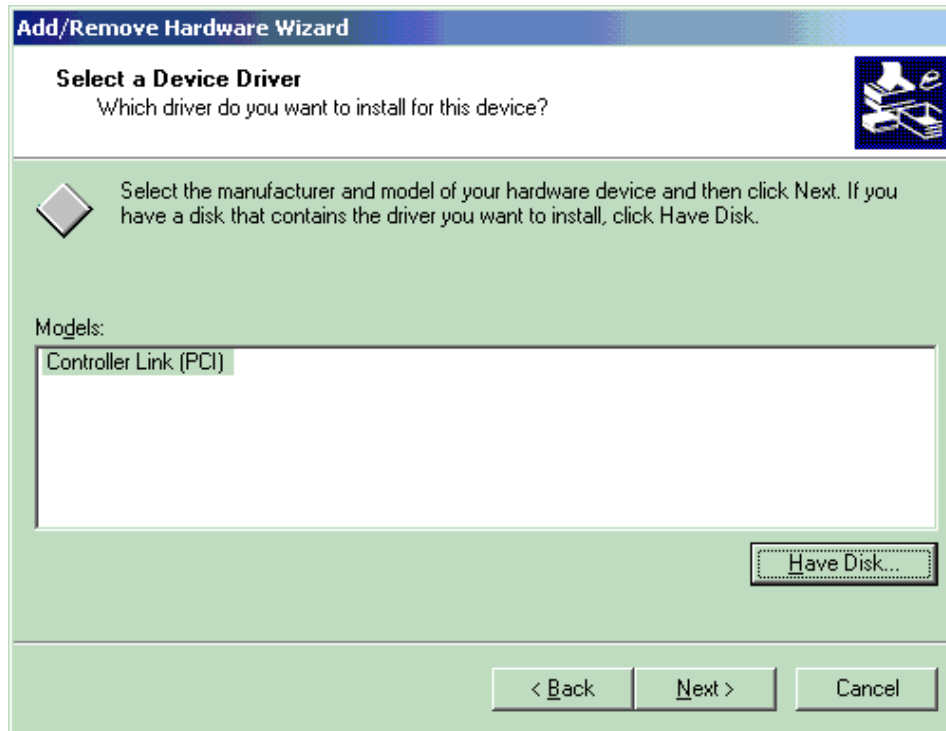 Add/Remove Hardware Wizard
Select a Device Driver
Which driver do you want to install for this device?
Select the manufacturer and model of your hardware device and then click Next. If you
have a disk that contains the driver you want to install, click Have Disk.
Models:
Controller Link (PCI)
Have Disk...
< Back
Next >
Cancel